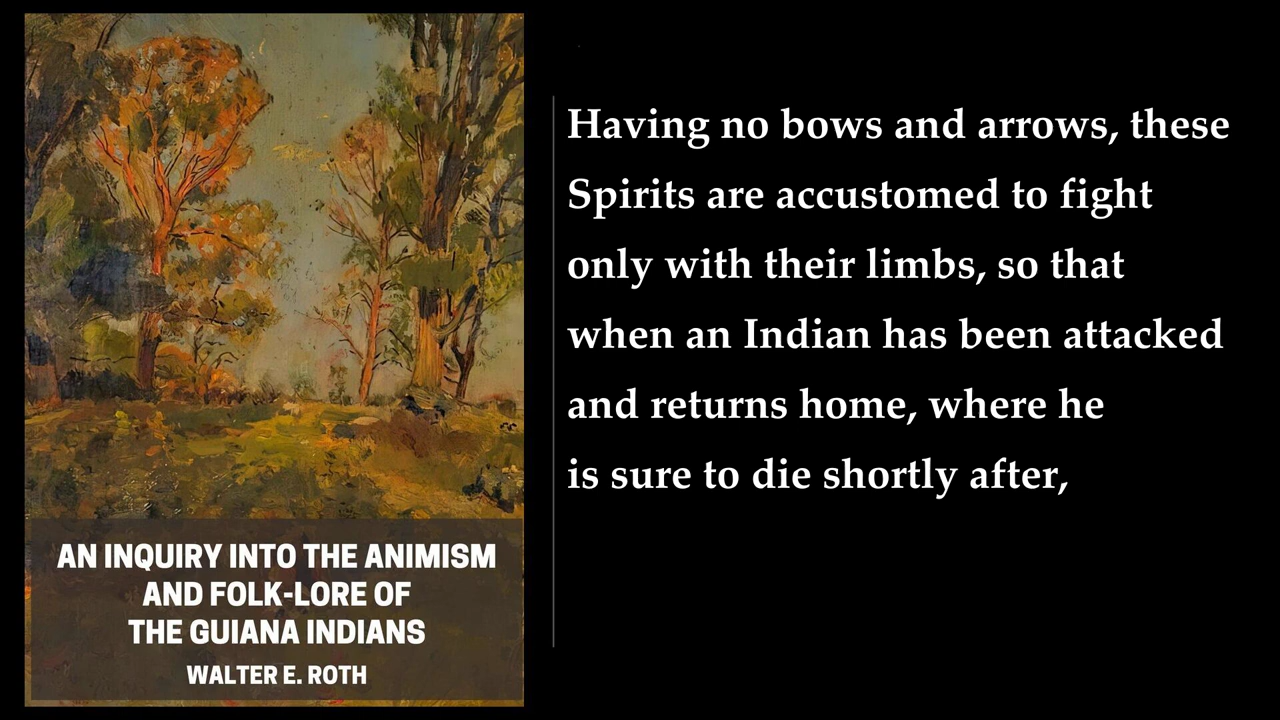 Having no bows and arrows, these
Spirits are accustomed to fight
only with their limbs, so that
when an Indian has been attacked
and returns home, where he
is sure to die shortly after,
AN INQUIRY INTO THE ANIMISM
AND FOLK-LORE OF
THE GUIANA INDIANS
WALTER E. ROTH